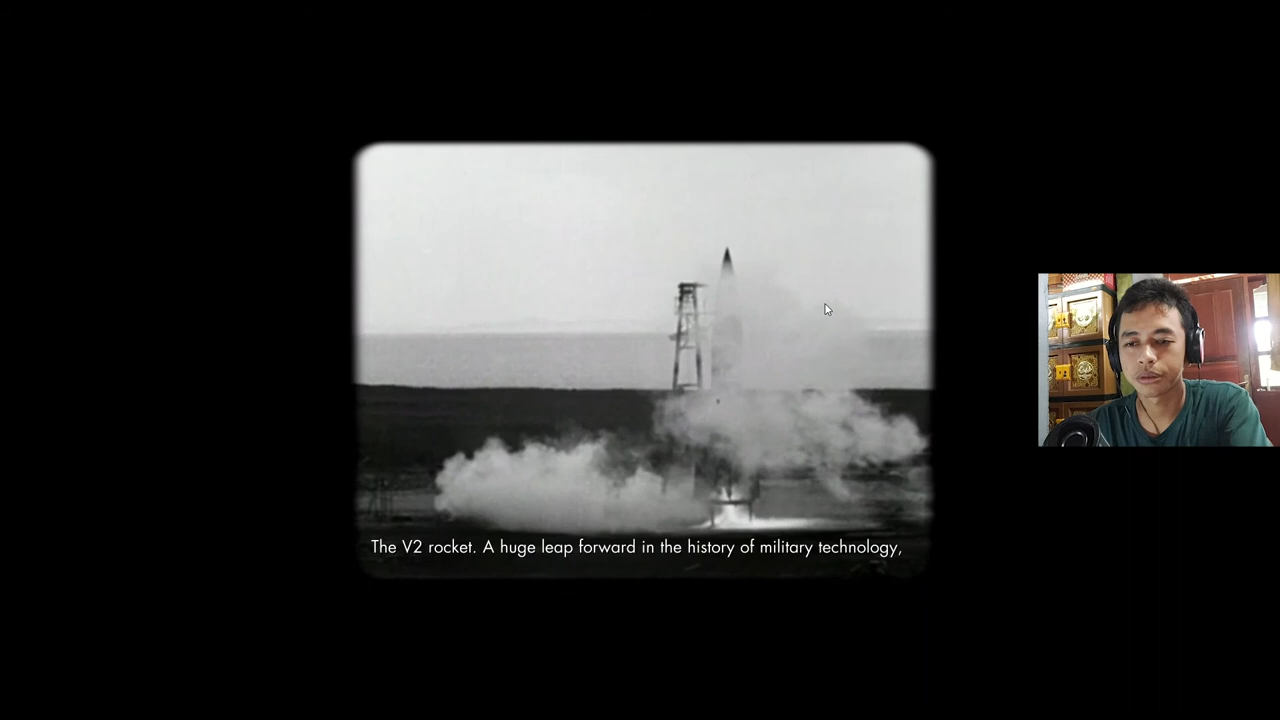 The V2 rocket. A huge leap forward in the history of military technology,